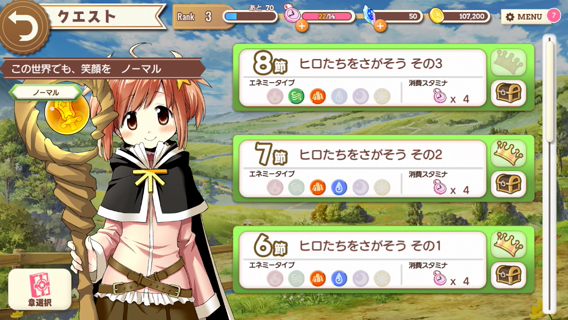 クエスト
Rank 3
あと 70
22/14
50
107,200
MENU
?
この世界でも、笑顔を ノーマル
ノーマル
8節 ヒロたちをさがそう その3
エネミータイプ
消費スタミナ
x 4
7節 ヒロたちをさがそう その2
エネミータイプ
消費スタミナ
x 4
6節 ヒロたちをさがそう その1
エネミータイプ
消費スタミナ
x 4
章選択